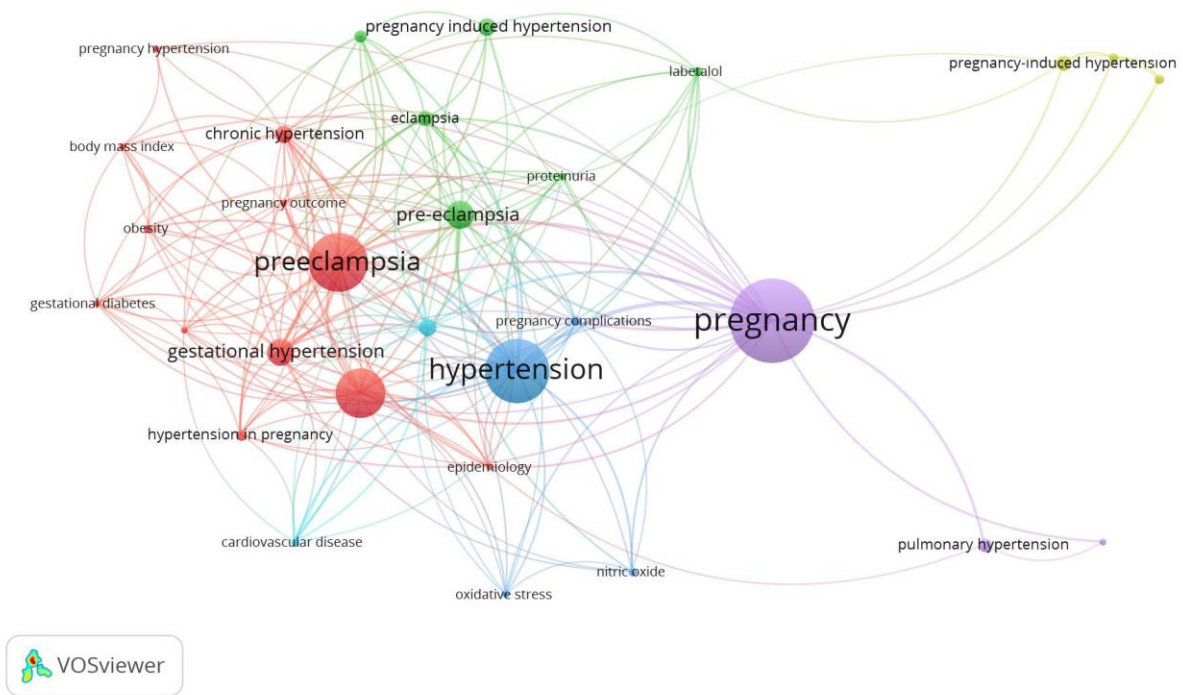 pregnancy induced hypertension
pregnancy hypertension
labetalol
pregnancy-induced hypertension
eclampsia
chronic hypertension
body mass index
proteinuria
pregnancy outcome
pre-eclampsia
obesity
preeclampsia
gestational diabetes
pregnancy complications
pregnancy
gestational hypertension
hypertension
hypertension in pregnancy
epidemiology
cardiovascular disease
pulmonary hypertension
nitric oxide
oxidative stress
VOSviewer